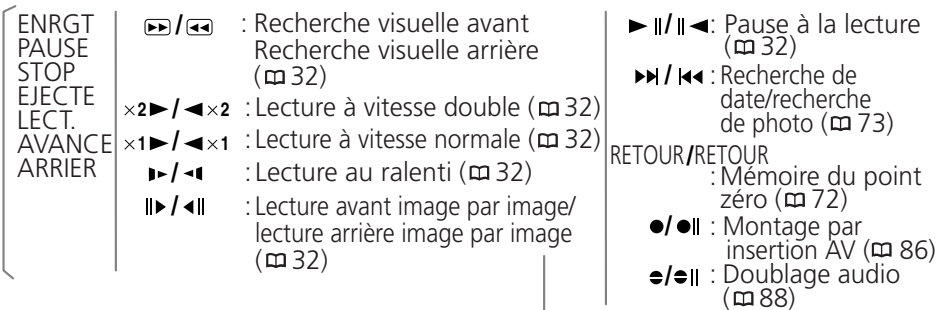 ENRGT
PAUSE
STOP
EJECTE
LECT.
AVANCE
ARRIER
: Recherche visuelle avant
Recherche visuelle arrière
(32)
×2 / ×2 : Lecture à vitesse double (32)
×1 / ×1 : Lecture à vitesse normale (32)
: Lecture au ralenti (32)
: Lecture avant image par image/
lecture arrière image par image
(32)
: Pause à la lecture
(32)
: Recherche de
date/recherche
de photo (73)
RETOUR/RETOUR
: Mémoire du point
zéro (72)
: Montage par
insertion AV (86)
: Doublage audio
(88)